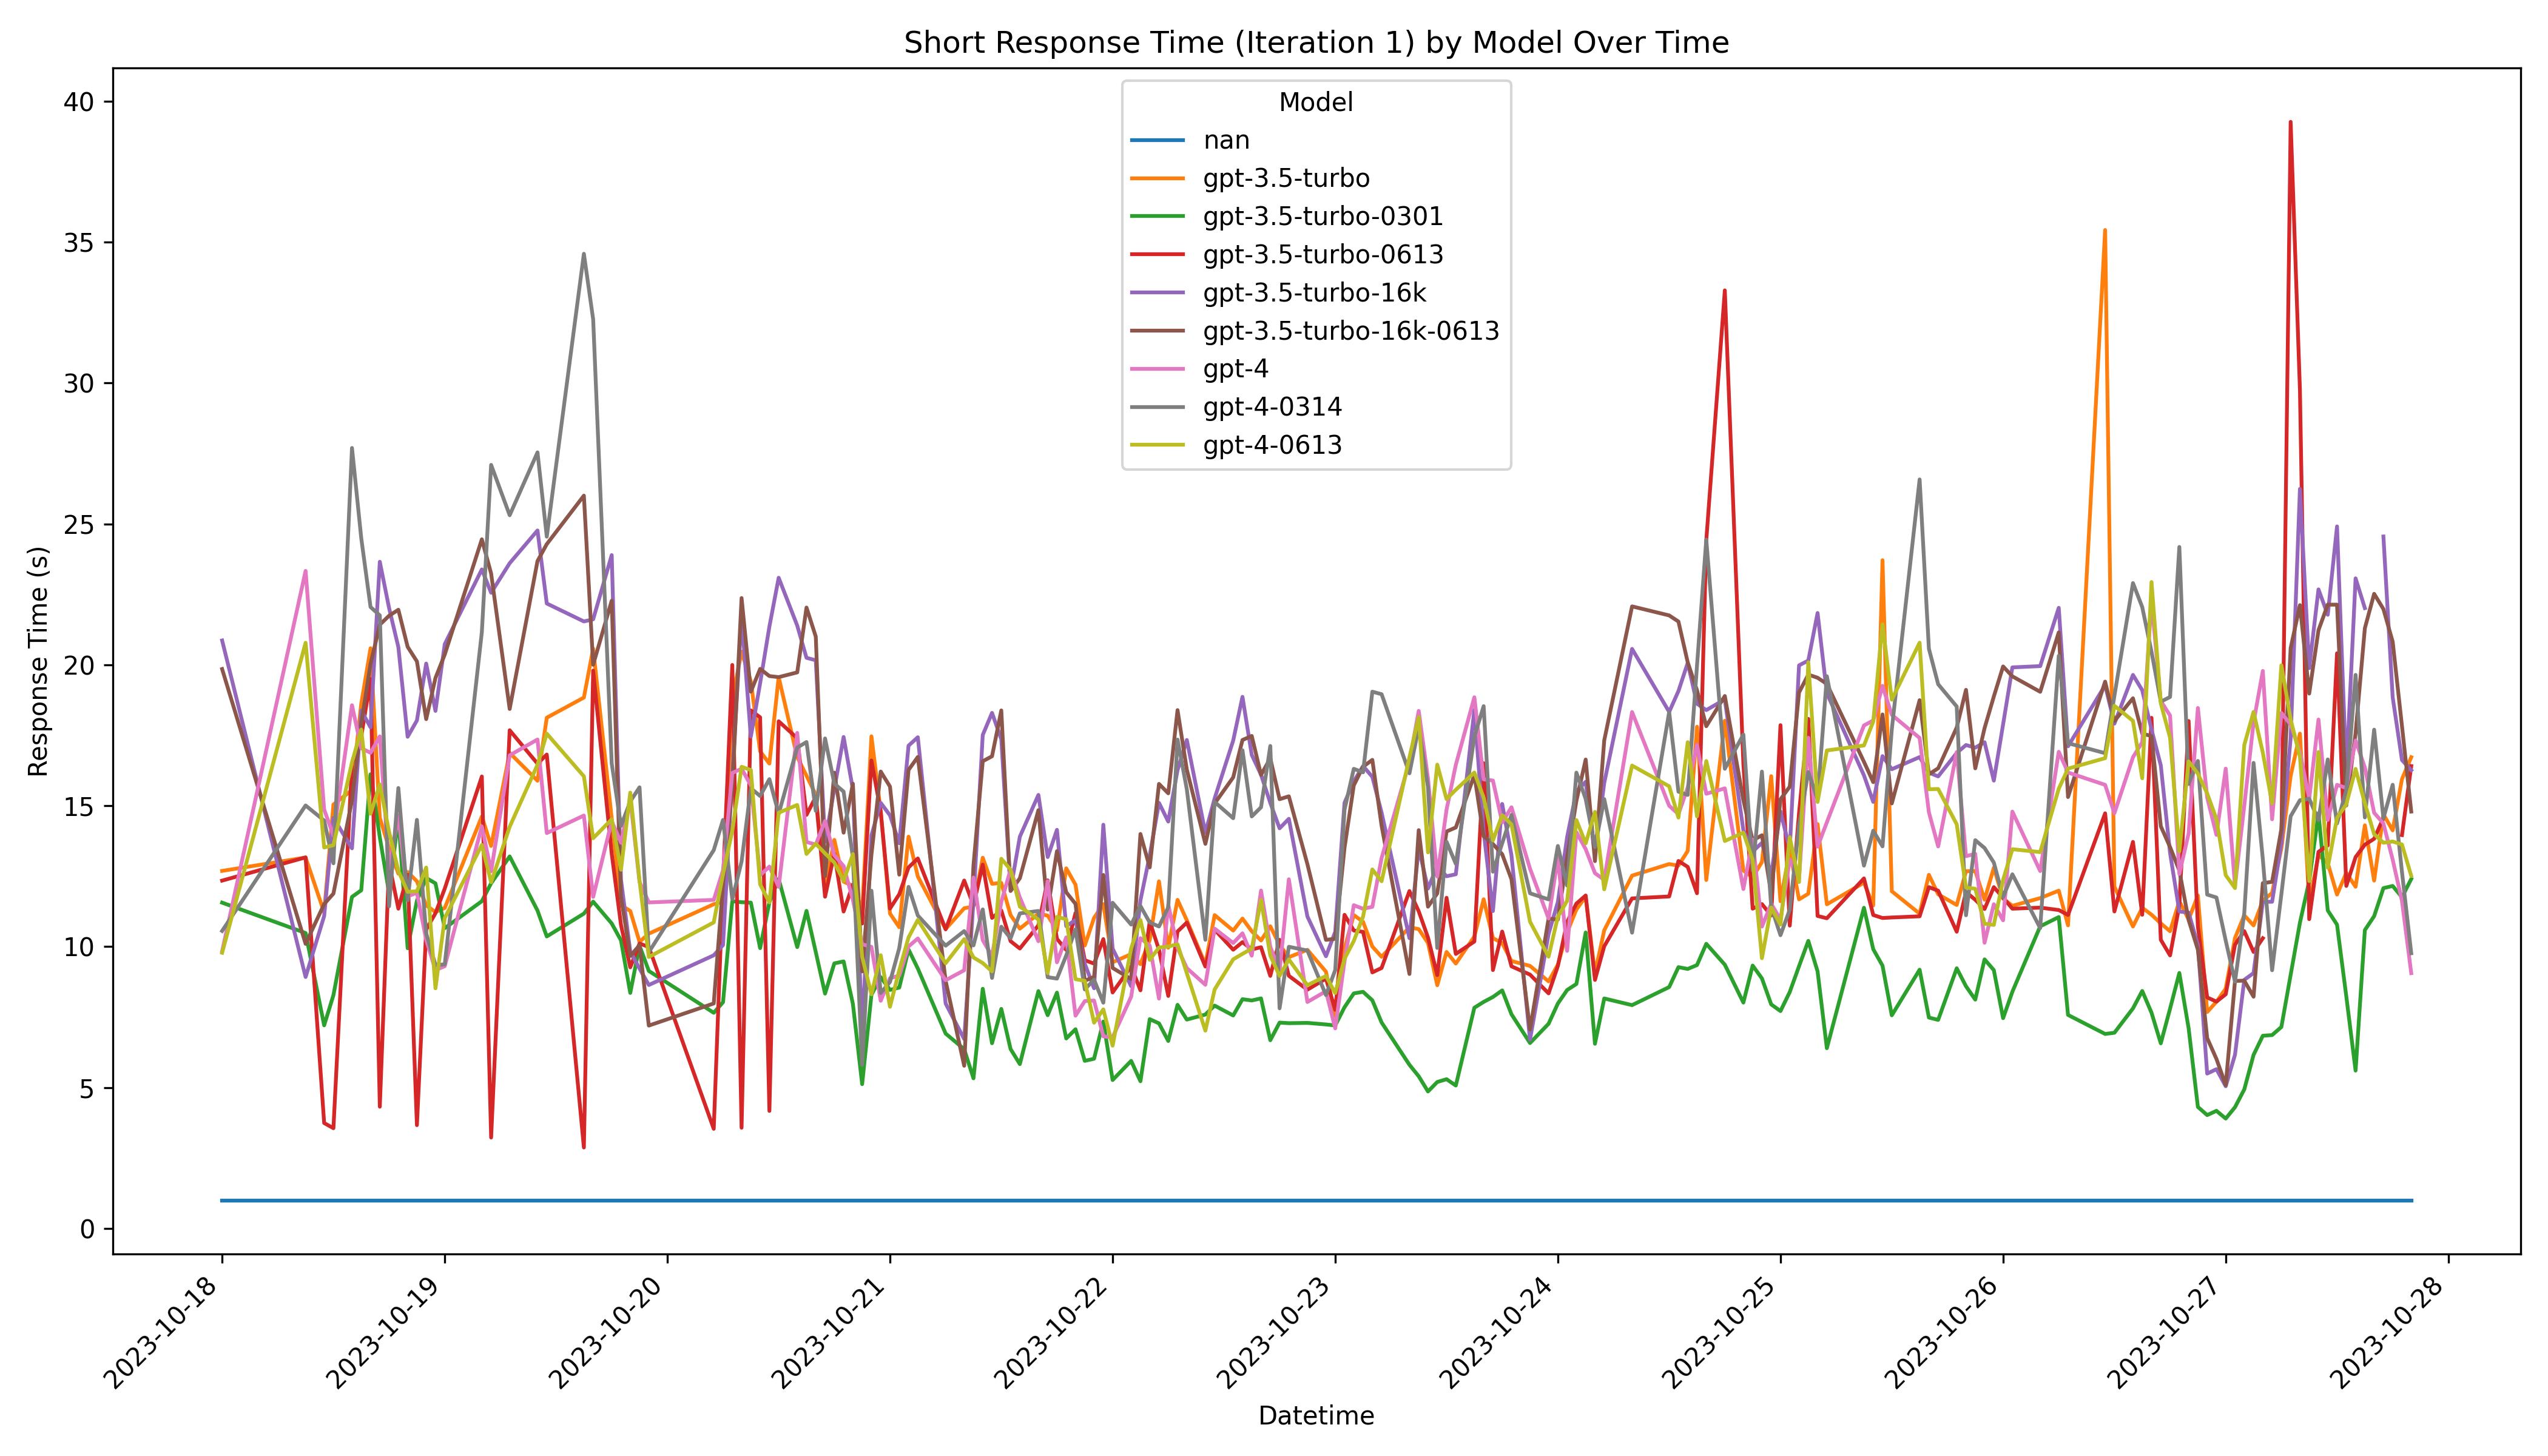 Short Response Time (Iteration 1) by Model Over Time
Model
nan
gpt-3.5-turbo
gpt-3.5-turbo-0301
gpt-3.5-turbo-0613
gpt-3.5-turbo-16k
gpt-3.5-turbo-16k-0613
gpt-4
gpt-4-0314
gpt-4-0613
40
35
30
25
20
15
10
5
0
Response Time (s)
2023-10-18
2023-10-19
2023-10-20
2023-10-21
2023-10-22
2023-10-23
2023-10-24
2023-10-25
2023-10-26
2023-10-27
2023-10-28
Datetime